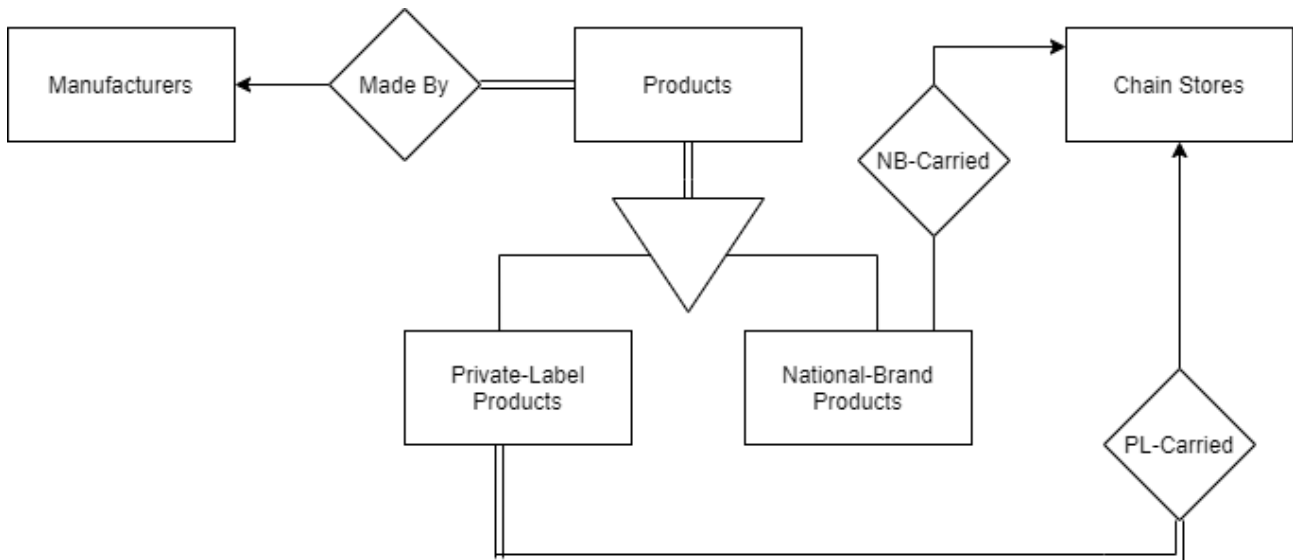 Manufacturers
Made By
Products
Chain Stores
NB-Carried
Private-Label
Products
National-Brand
Products
PL-Carried